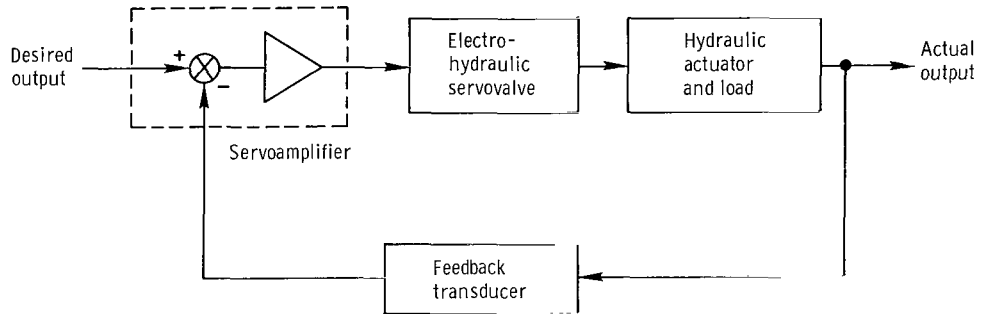 Desired
output
+
-
Servoamplifier
Electro-
hydraulic
servovalve
Hydraulic
actuator
and load
Actual
output
Feedback
transducer